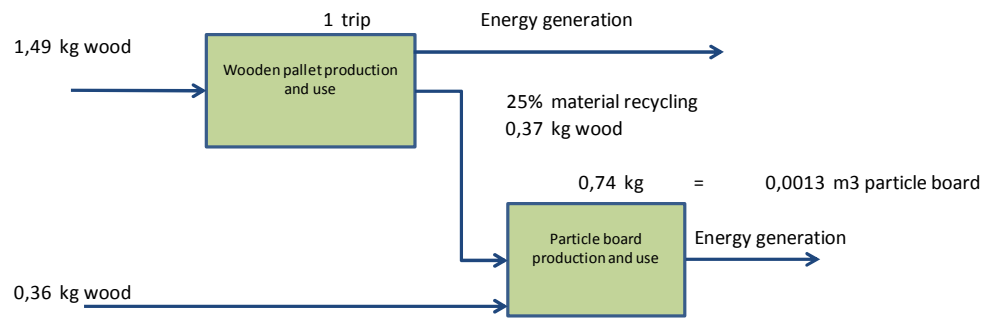 1 trip
Energy generation
1,49 kg wood
Wooden pallet production
and use
25% material recycling
0,37 kg wood
0,74 kg = 0,0013 m3 particle board
Particle board
production and use
Energy generation
0,36 kg wood